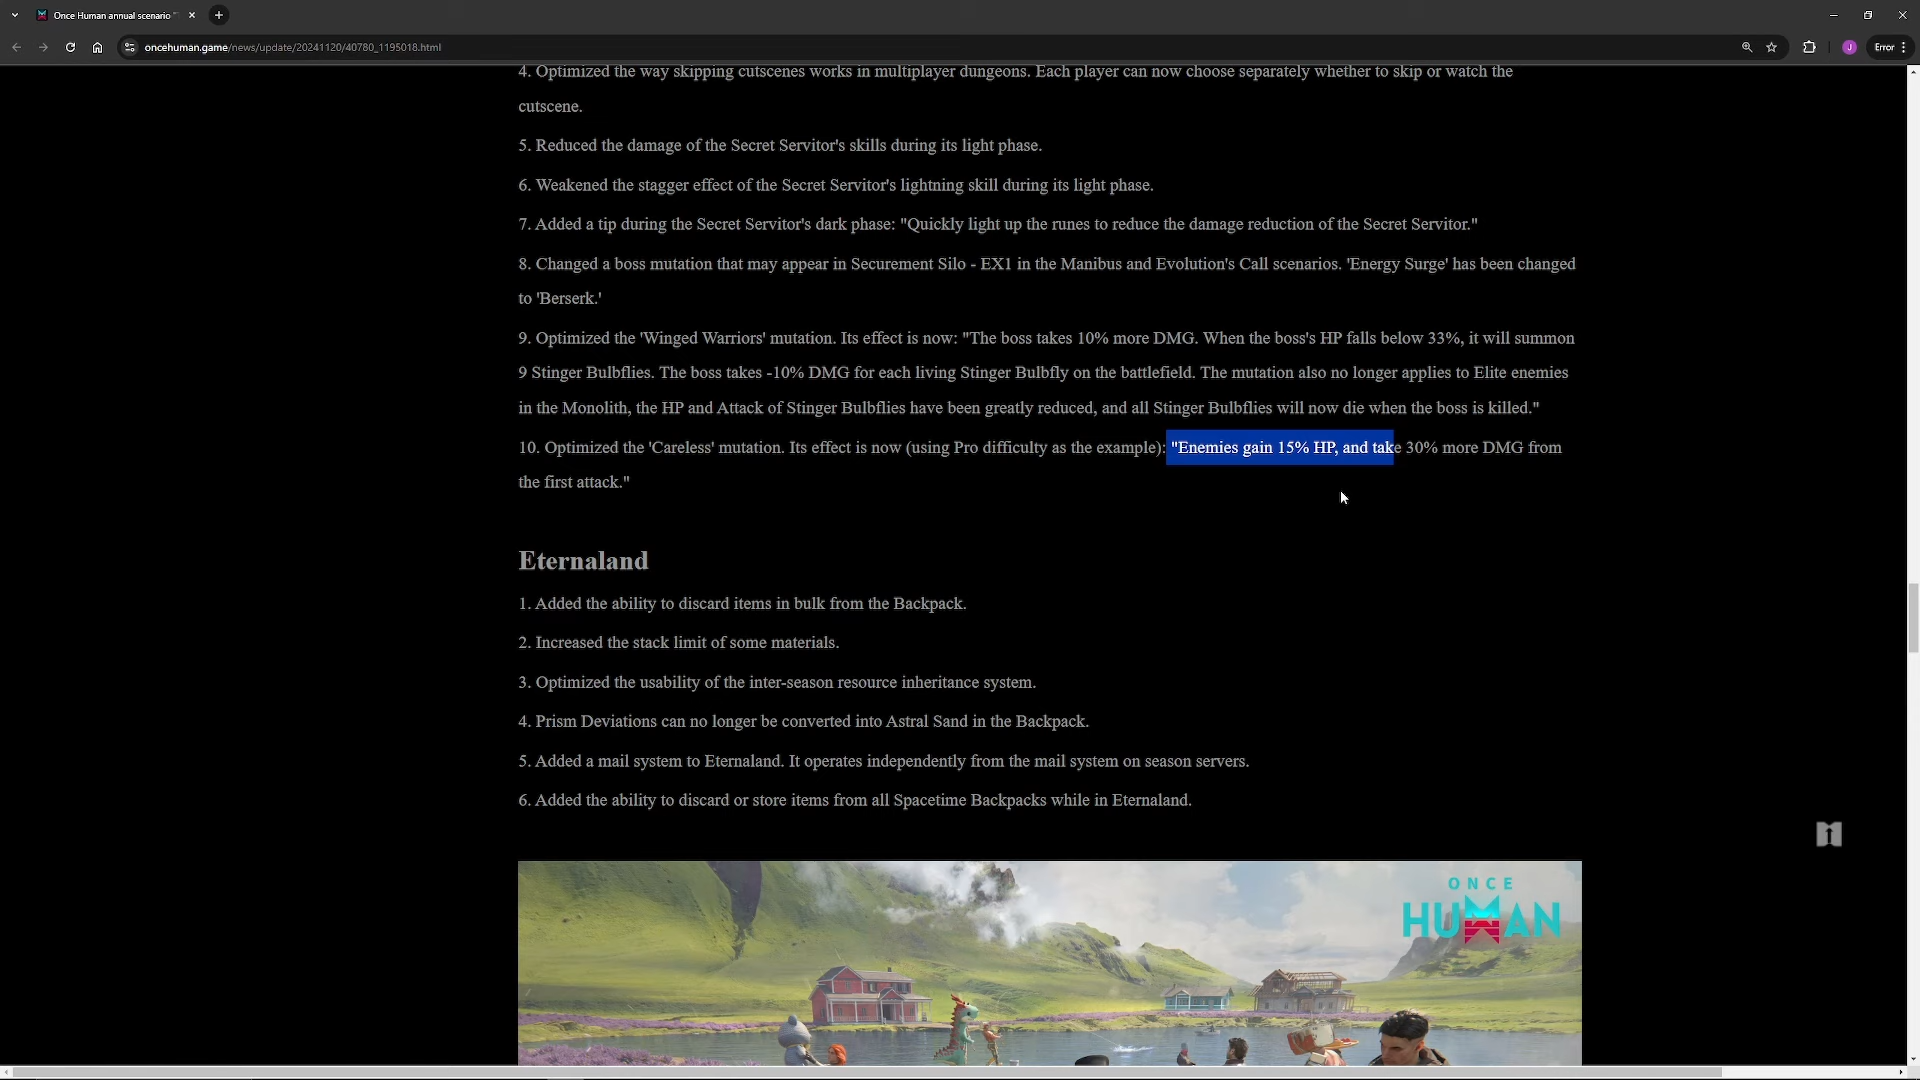 Once Human annual scenario
oncehuman.game/news/update/20241120/40780_1195018.html
J
Error
4. Optimized the way skipping cutscenes works in multiplayer dungeons. Each player can now choose separately whether to skip or watch the
cutscene.
5. Reduced the damage of the Secret Servitor's skills during its light phase.
6. Weakened the stagger effect of the Secret Servitor's lightning skill during its light phase.
7. Added a tip during the Secret Servitor's dark phase: "Quickly light up the runes to reduce the damage reduction of the Secret Servitor."
8. Changed a boss mutation that may appear in Securement Silo - EX1 in the Manibus and Evolution's Call scenarios. 'Energy Surge' has been changed
to 'Berserk.'
9. Optimized the 'Winged Warriors' mutation. Its effect is now: "The boss takes 10% more DMG. When the boss's HP falls below 33%, it will summon
9 Stinger Bulbflies. The boss takes -10% DMG for each living Stinger Bulbfly on the battlefield. The mutation also no longer applies to Elite enemies
in the Monolith, the HP and Attack of Stinger Bulbflies have been greatly reduced, and all Stinger Bulbflies will now die when the boss is killed."
10. Optimized the 'Careless' mutation. Its effect is now (using Pro difficulty as the example): "Enemies gain 15% HP, and take 30% more DMG from
the first attack."
Eternaland
1. Added the ability to discard items in bulk from the Backpack.
2. Increased the stack limit of some materials.
3. Optimized the usability of the inter-season resource inheritance system.
4. Prism Deviations can no longer be converted into Astral Sand in the Backpack.
5. Added a mail system to Eternaland. It operates independently from the mail system on season servers.
6. Added the ability to discard or store items from all Spacetime Backpacks while in Eternaland.
ONCE
HUMAN